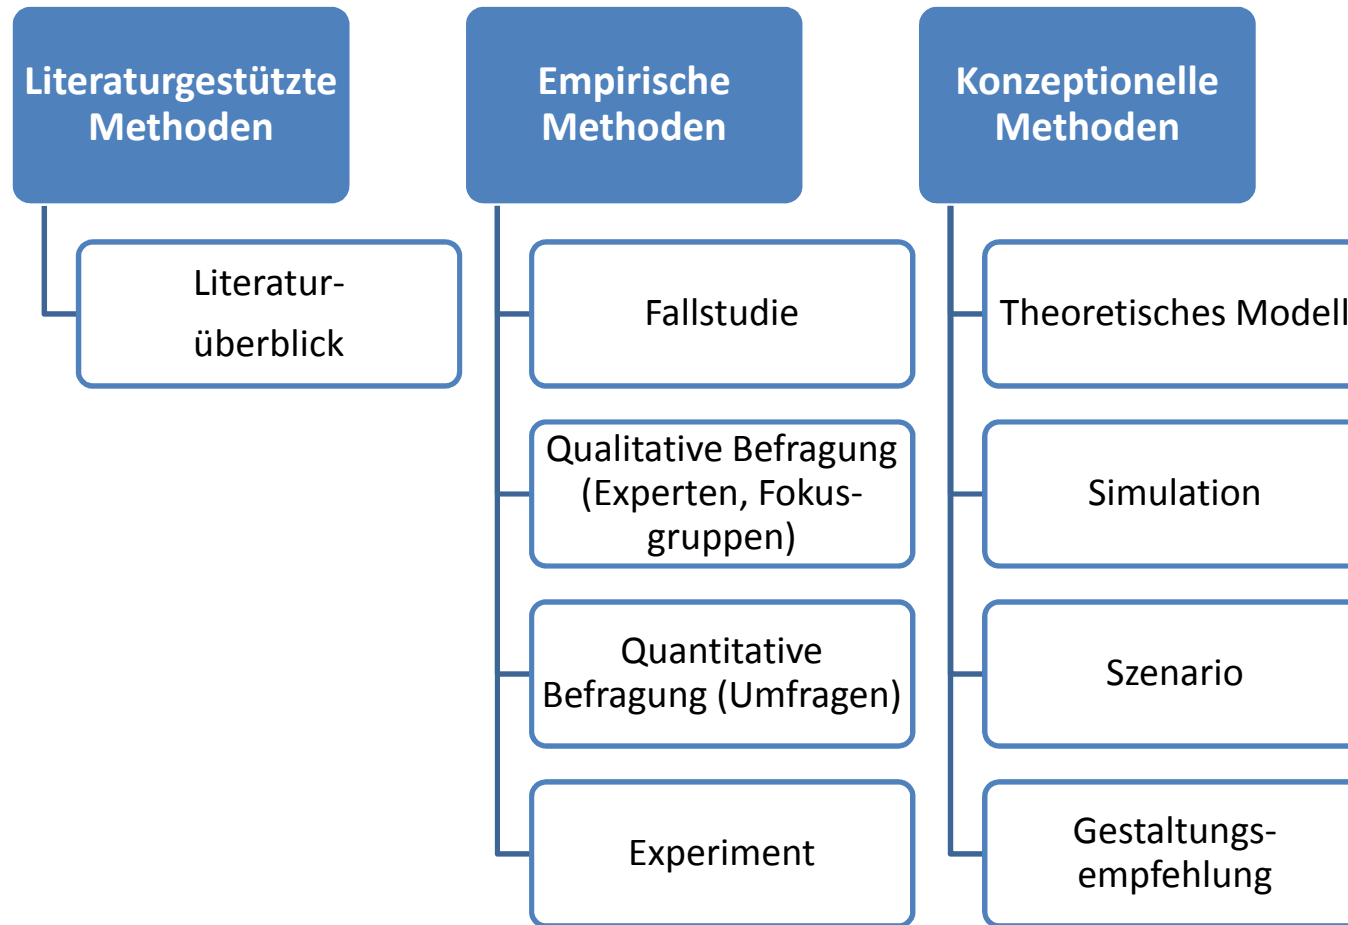 Literaturgestützte
Methoden
Literatur-
überblick
Empirische
Methoden
Fallstudie
Qualitative Befragung
(Experten, Fokus-
gruppen)
Quantitative
Befragung (Umfragen)
Experiment
Konzeptionelle
Methoden
Theoretisches Modell
Simulation
Szenario
Gestaltungs-
empfehlung